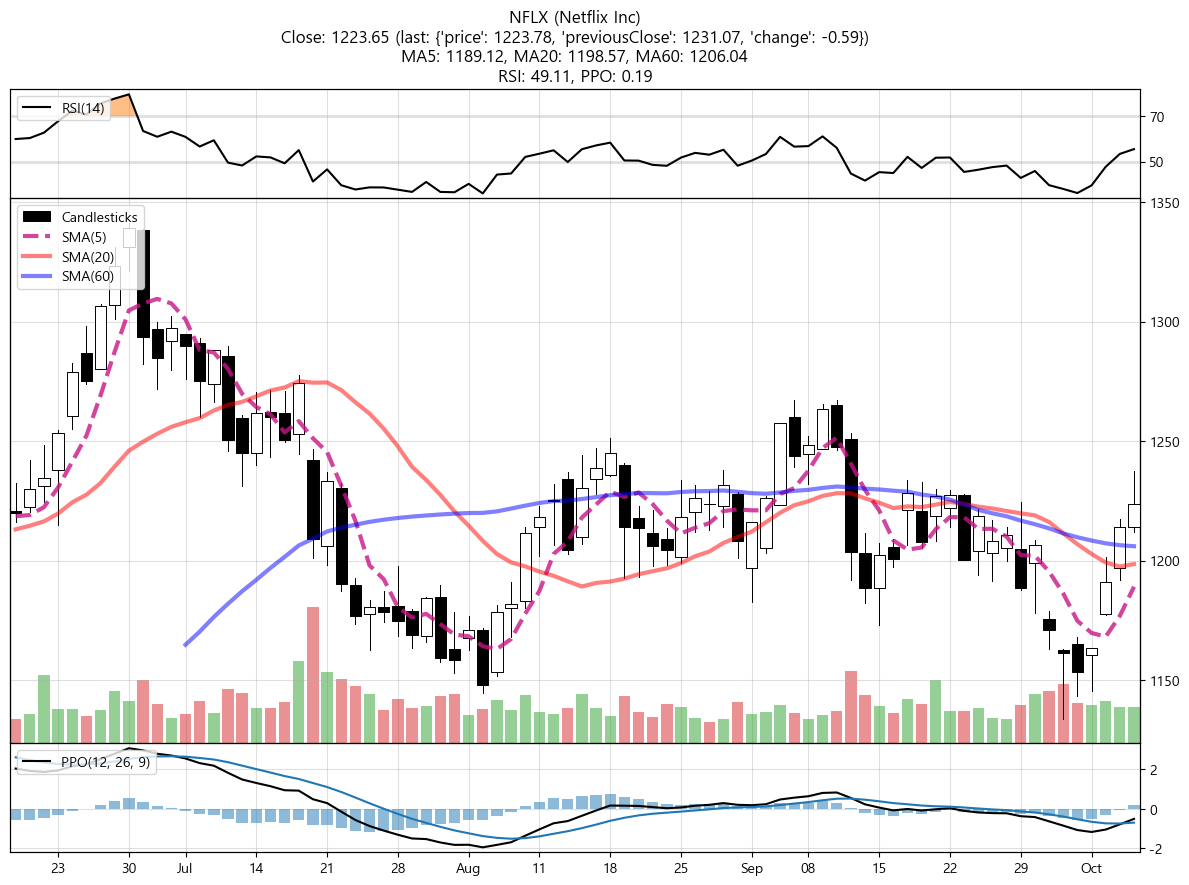 NFLX (Netflix Inc)
Close: 1223.65 (last: {'price': 1223.78, 'previousClose': 1231.07, 'change': -0.59})
MA5: 1189.12, MA20: 1198.57, MA60: 1206.04
RSI: 49.11, PPO: 0.19
RSI(14)
70
50
Candlesticks
SMA(5)
SMA(20)
SMA(60)
1350
1300
1250
1200
1150
PPO(12, 26, 9)
2
0
-2
23 30 Jul 14 21 28 Aug 11 18 25 Sep 08 15 22 29 Oct